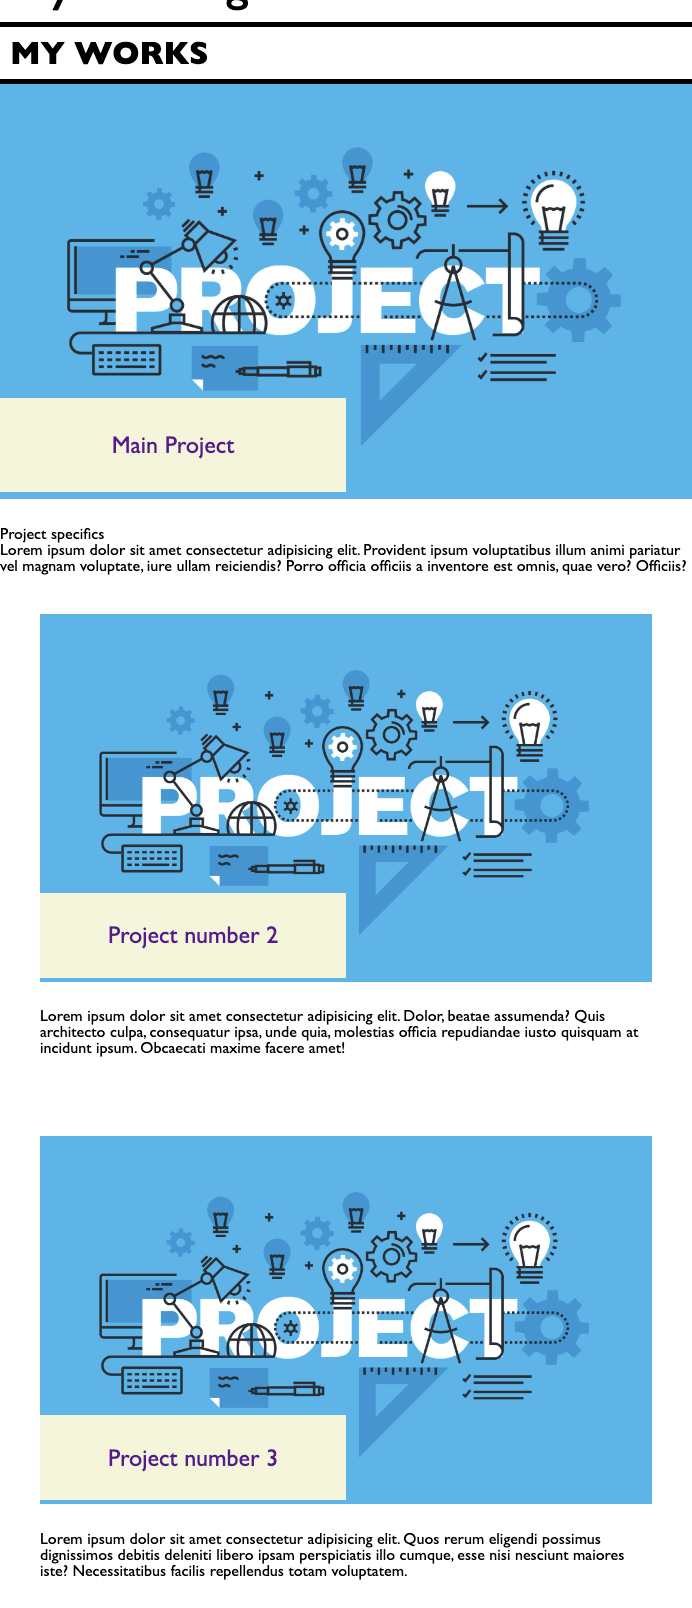 MY WORKS
PROJECT
Main Project
Project specifics
Lorem ipsum dolor sit amet consectetur adipisicing elit. Provident ipsum voluptatibus illum animi pariatur
vel magnam voluptate, iure ullam reiciendis? Porro officia officiis a inventore est omnis, quae vero? Officiis?
PROJECT
Project number 2
Lorem ipsum dolor sit amet consectetur adipisicing elit. Dolor, beatae assumenda? Quis
architecto culpa, consequatur ipsa, unde quia, molestias officia repudiandae iusto quisquam at
incidunt ipsum. Obcaecati maxime facere amet!
PROJECT
Project number 3
Lorem ipsum dolor sit amet consectetur adipisicing elit. Quos rerum eligendi possimus
dignissimos debitis deleniti libero ipsam perspiciatis illo cumque, esse nisi nesciunt maiores
iste? Necessitatibus facilis repellendus totam voluptatem.